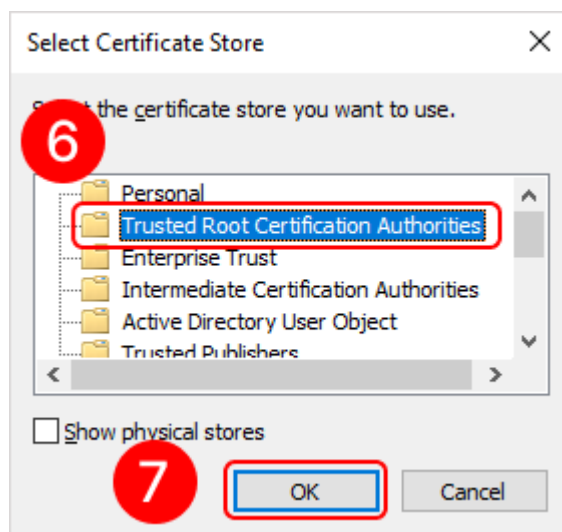 Select Certificate Store
the certificate store you want to use.
6
Personal
Trusted Root Certification Authorities
Enterprise Trust
Intermediate Certification Authorities
Active Directory User Object
Trusted Publishers
Show physical stores
7
OK Cancel